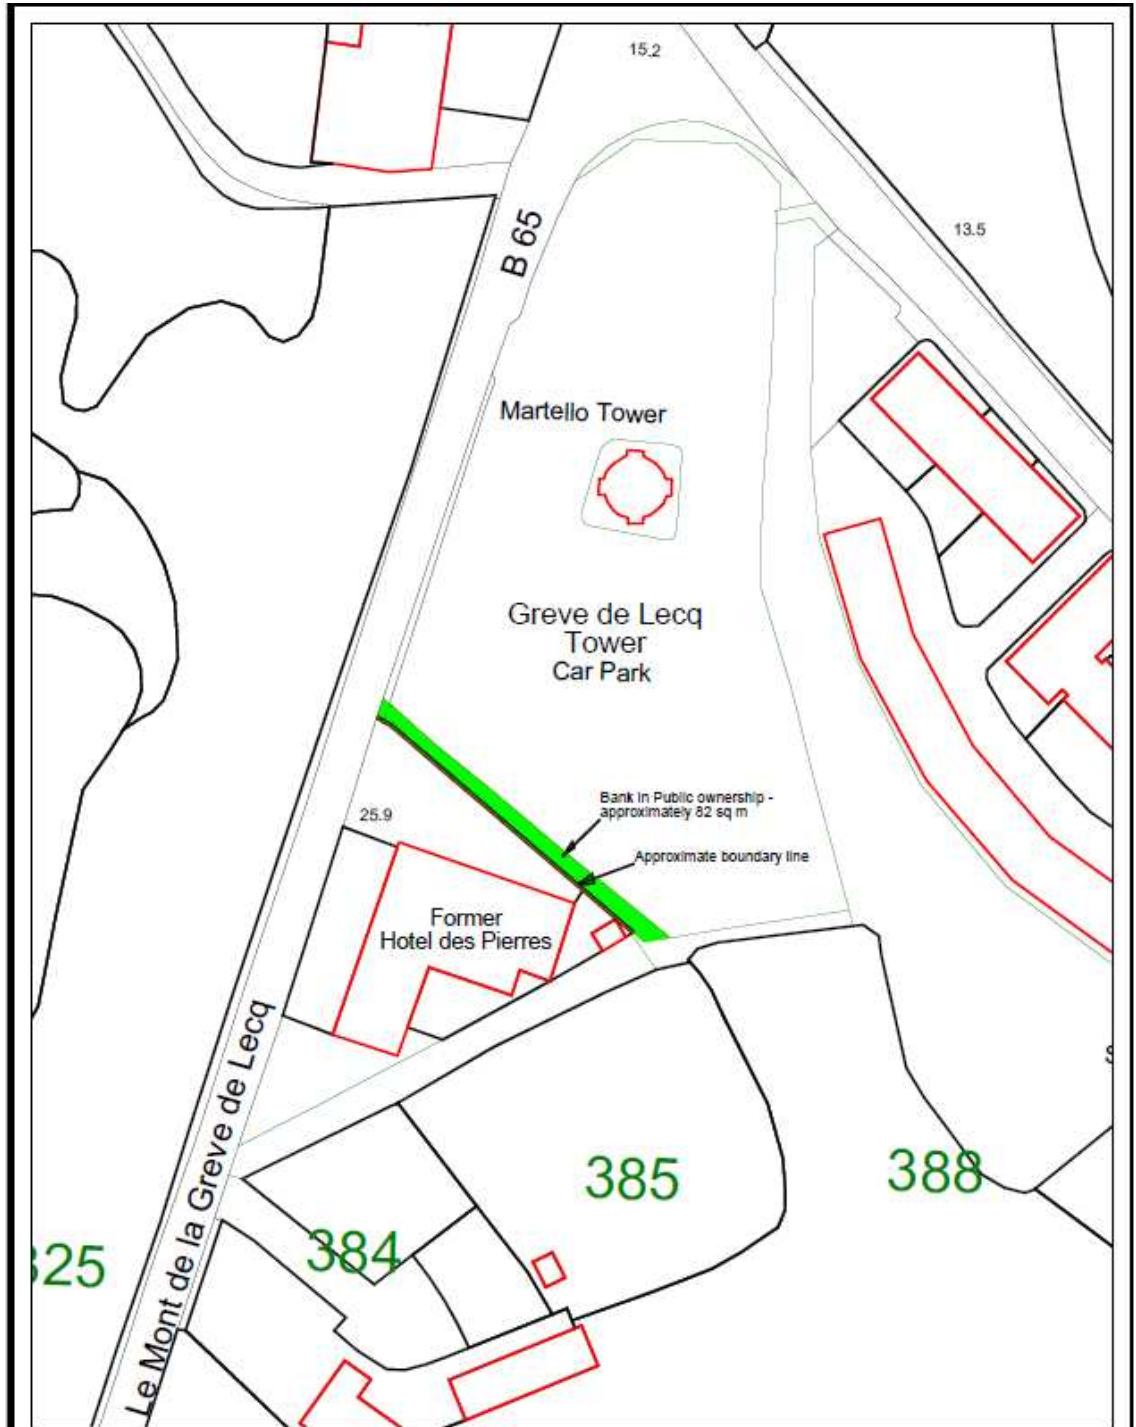 15.2
B 65
13.5
Martello Tower
Greve de Lecq
Tower
Car Park
Bank in Public ownership -
approximately 82 sq m
25.9
Approximate boundary line
Former
Hotel des Pierres
Le Mont de la Greve de Lecq
385
388
384
325